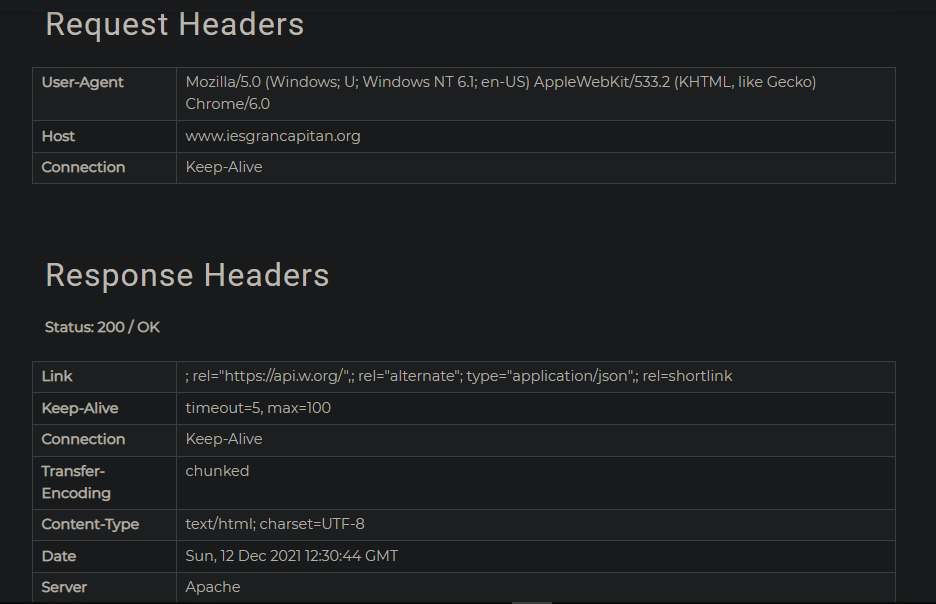 Request Headers
User-Agent Mozilla/5.0 (Windows; U; Windows NT 6.1; en-US) AppleWebKit/533.2 (KHTML, like Gecko)
Chrome/6.0
Host www.iesgrancapitan.org
Connection Keep-Alive
Response Headers
Status: 200 / OK
Link ; rel="https://api.w.org/",; rel="alternate"; type="application/json",; rel=shortlink
Keep-Alive timeout=5, max=100
Connection Keep-Alive
Transfer- chunked
Encoding
Content-Type text/html; charset=UTF-8
Date Sun, 12 Dec 2021 12:30:44 GMT
Server Apache